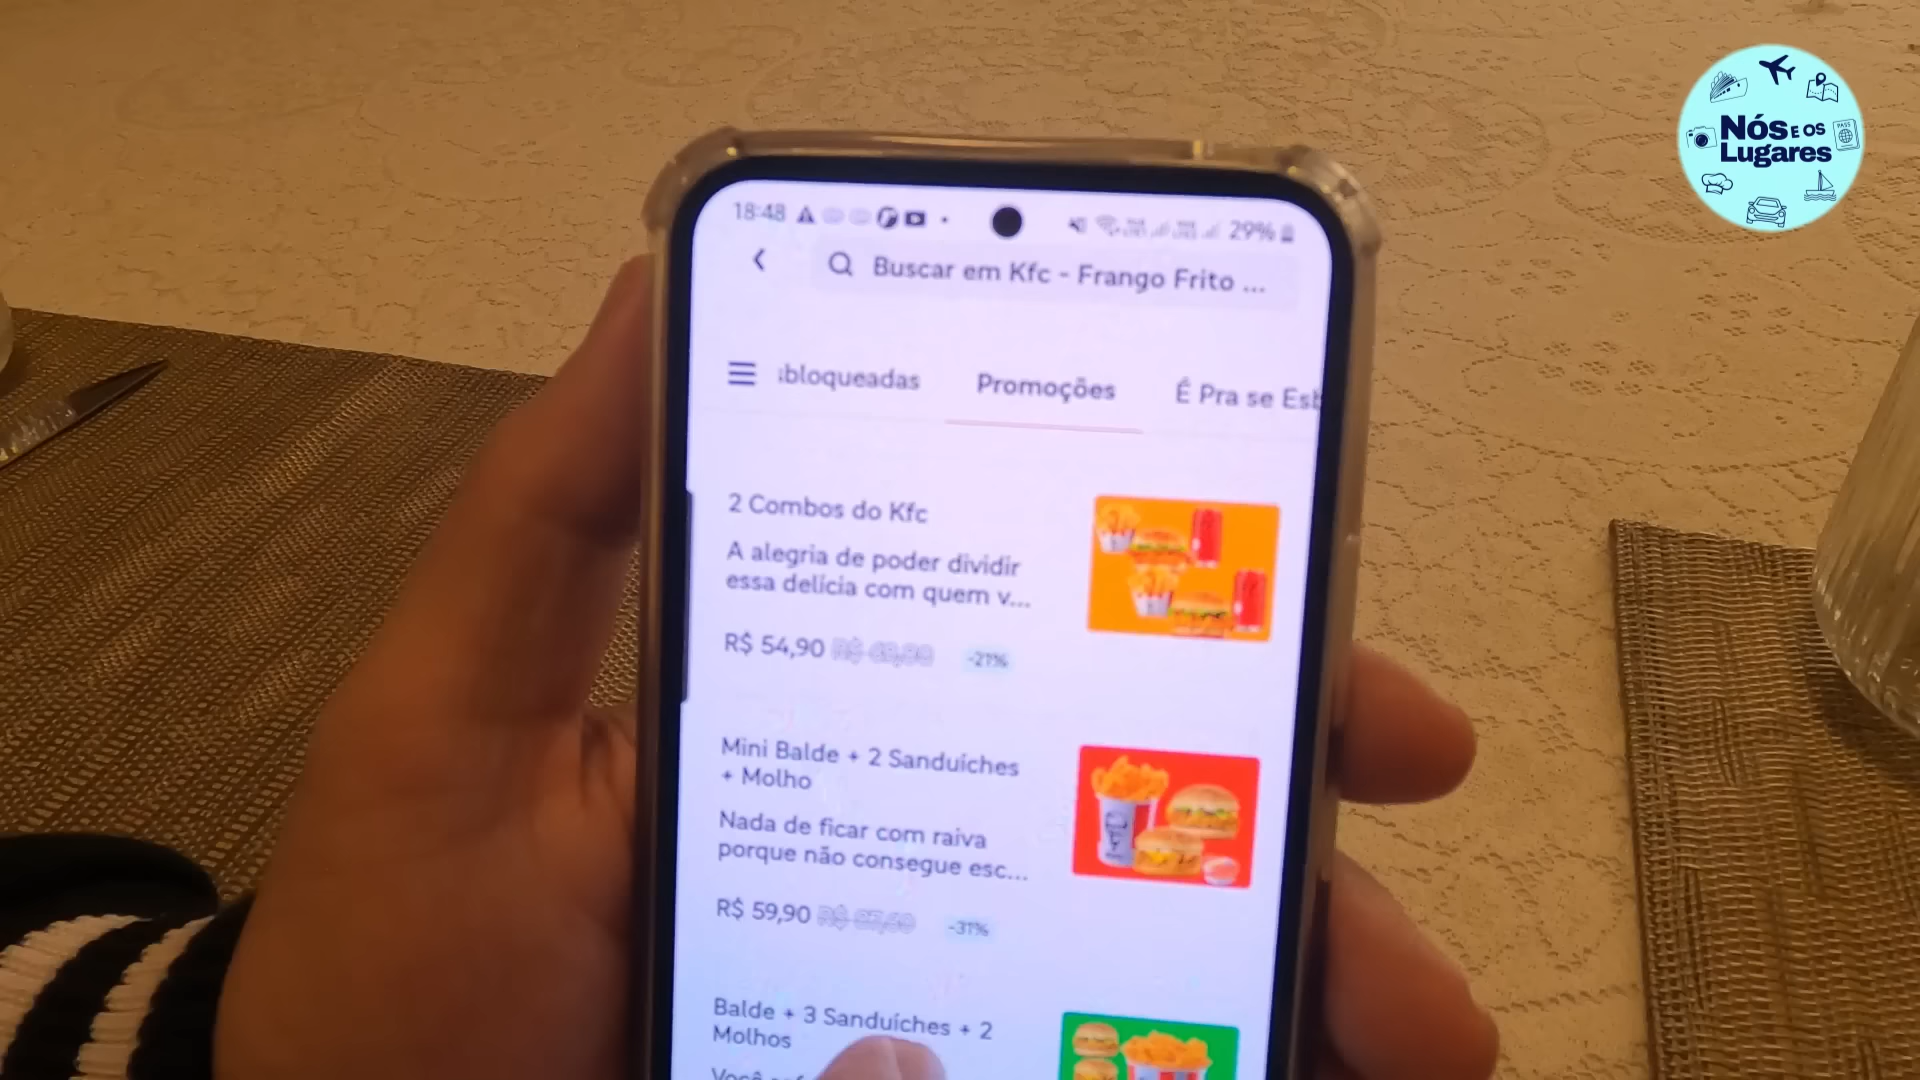 Nós E OS
Lugares
18:48
29%
Buscar em Kfc - Frango Frito ...
sbloqueadas
Promoções
É Pra se Esb
2 Combos do Kfc
A alegria de poder dividir
essa delícia com quem v...
R$ 54,90
-21%
Mini Balde + 2 Sanduíches
+ Molho
Nada de ficar com raiva
porque não consegue esc...
R$ 59,90
-31%
Balde + 3 Sanduíches + 2
Molhos